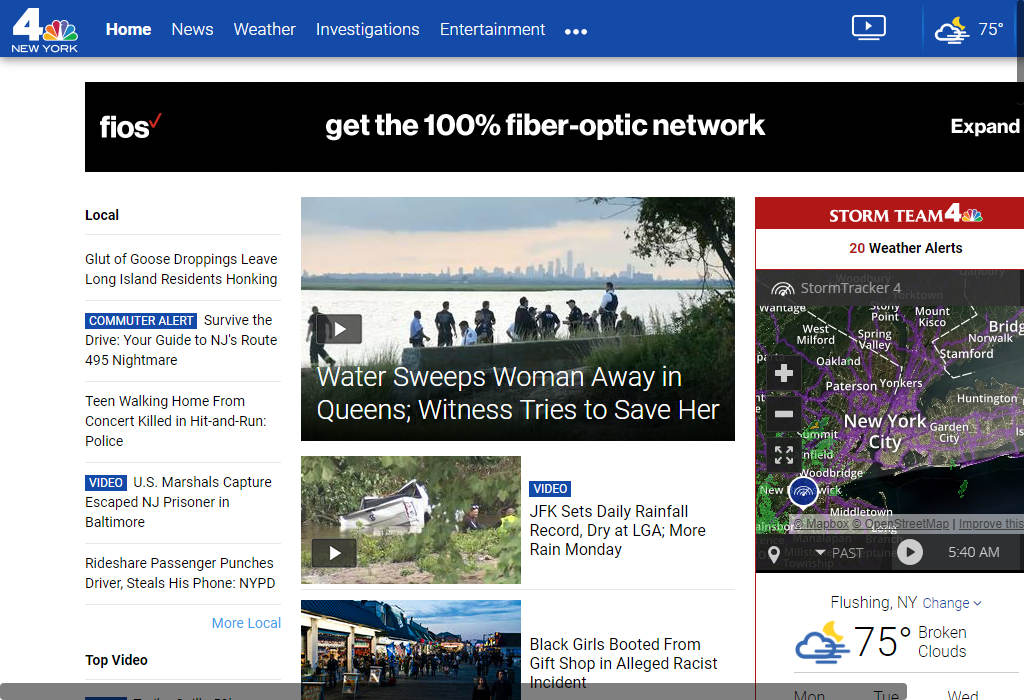 4
NEW YORK
Home
News
Weather
Investigations
Entertainment
75°
fios
get the 100% fiber-optic network
Expand
Local
Glut of Goose Droppings Leave
Long Island Residents Honking
COMMUTER ALERT Survive the
Drive: Your Guide to NJ's Route
495 Nightmare
Teen Walking Home From
Concert Killed in Hit-and-Run:
Police
VIDEO U.S. Marshals Capture
Escaped NJ Prisoner in
Baltimore
Rideshare Passenger Punches
Driver, Steals His Phone: NYPD
More Local
Top Video
Water Sweeps Woman Away in
Queens; Witness Tries to Save Her
VIDEO
JFK Sets Daily Rainfall
Record, Dry at LGA; More
Rain Monday
Black Girls Booted From
Gift Shop in Alleged Racist
Incident
STORM TEAM 4
20 Weather Alerts
Woodbury
Danbury
StormTracker 4
Yorktown
Wantage
Stony
Point
Mount
Kisco
West
Milford
Spring
Valley
Bridg
Norwalk
Stamford
Oakland
Paterson
Yonkers
Huntington
New York
City
Garden
City
Is
Summit
nfield
Woodbridge
New
wick
Middletown
ainsbor
© Mapbox © OpenStreetMap | Improve this
Manalapan
Branch
Millst
Township
ptune
PAST
5:40 AM
Flushing, NY Change
75°
Broken
Clouds
Mon
Tue
Wed